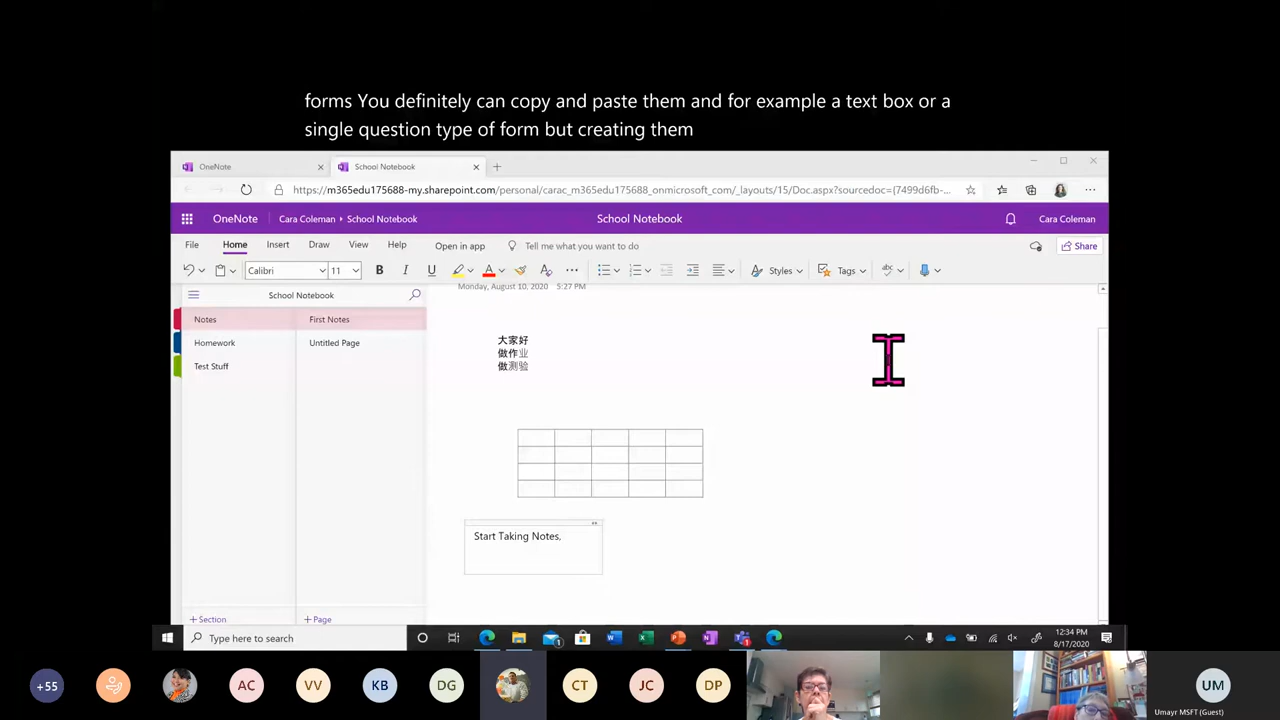 forms You definitely can copy and paste them and for example a text box or a
single question type of form but creating them
OneNote
School Notebook
https://m365edu175688-my.sharepoint.com/personal/carac_m365edu175688_onmicrosoft_com/_layouts/15/Doc.aspx?sourcedoc={7499d6fb-...
OneNote Cara Coleman › School Notebook School Notebook Cara Coleman
File Home Insert Draw View Help Open in app Tell me what you want to do Share
Calibri 11 B I U A A Styles Tags abc
School Notebook Monday, August 10, 2020 5:27 PM
Notes First Notes
Homework Untitled Page
Test Stuff
大家好
做作业
做测验
Start Taking Notes,
+ Section + Page
Type here to search 12:34 PM
8/17/2020
+55 AC VV KB DG CT JC DP UM
Umayr MSFT (Guest)